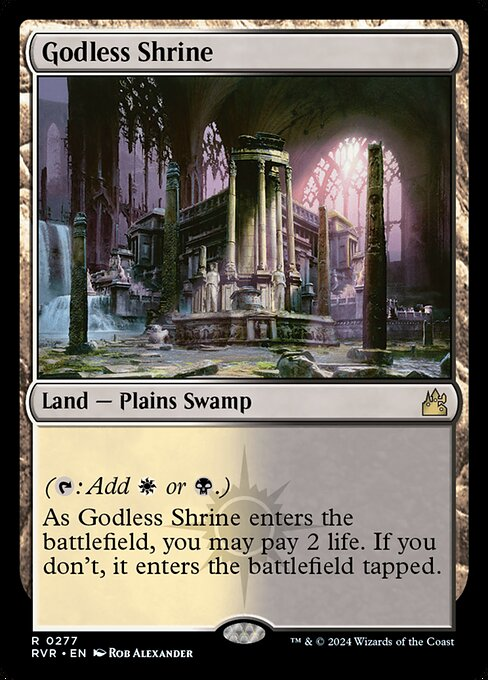 Godless Shrine
Land — Plains Swamp
(: Add or .)
As Godless Shrine enters the
battlefield, you may pay 2 life. If you
don't, it enters the battlefield tapped.
R 0277
RVR • EN Rob Alexander
™ & © 2024 Wizards of the Coast